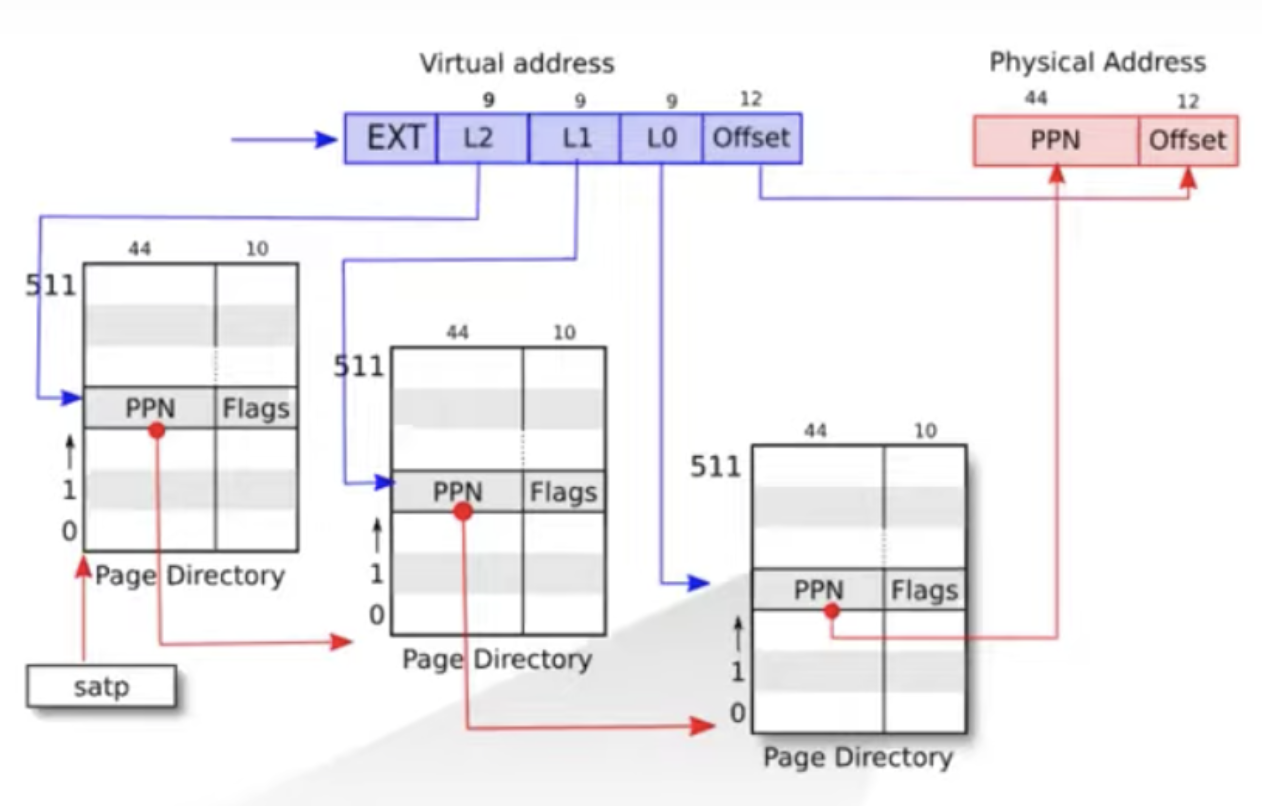 Virtual address
Physical Address
9 9 9 12
44 12
EXT L2 L1 L0 Offset
PPN Offset
44 10
511
PPN Flags
1
0
Page Directory
satp
44 10
511
PPN Flags
1
0
Page Directory
44 10
511
PPN Flags
1
0
Page Directory